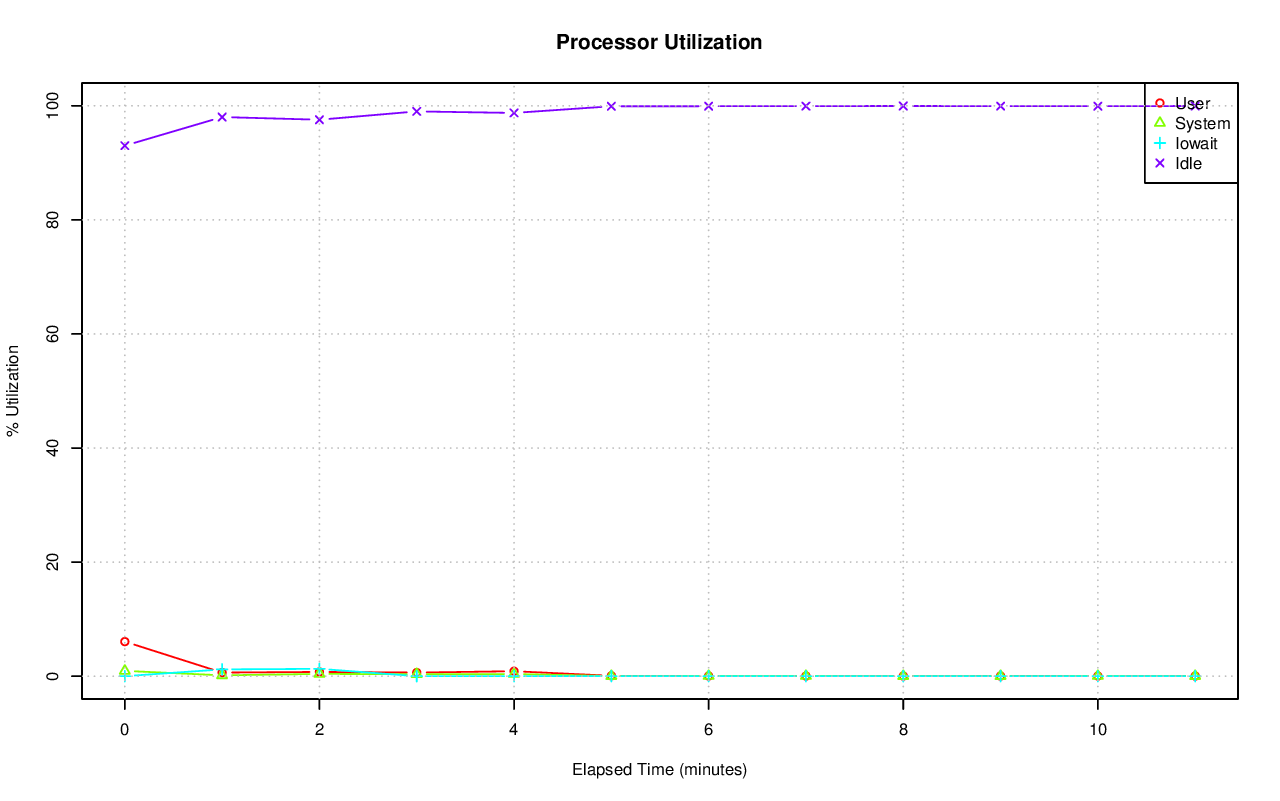 Processor Utilization
100
80
60
40
20
0
% Utilization
User
System
Iowait
Idle
0 2 4 6 8 10
Elapsed Time (minutes)